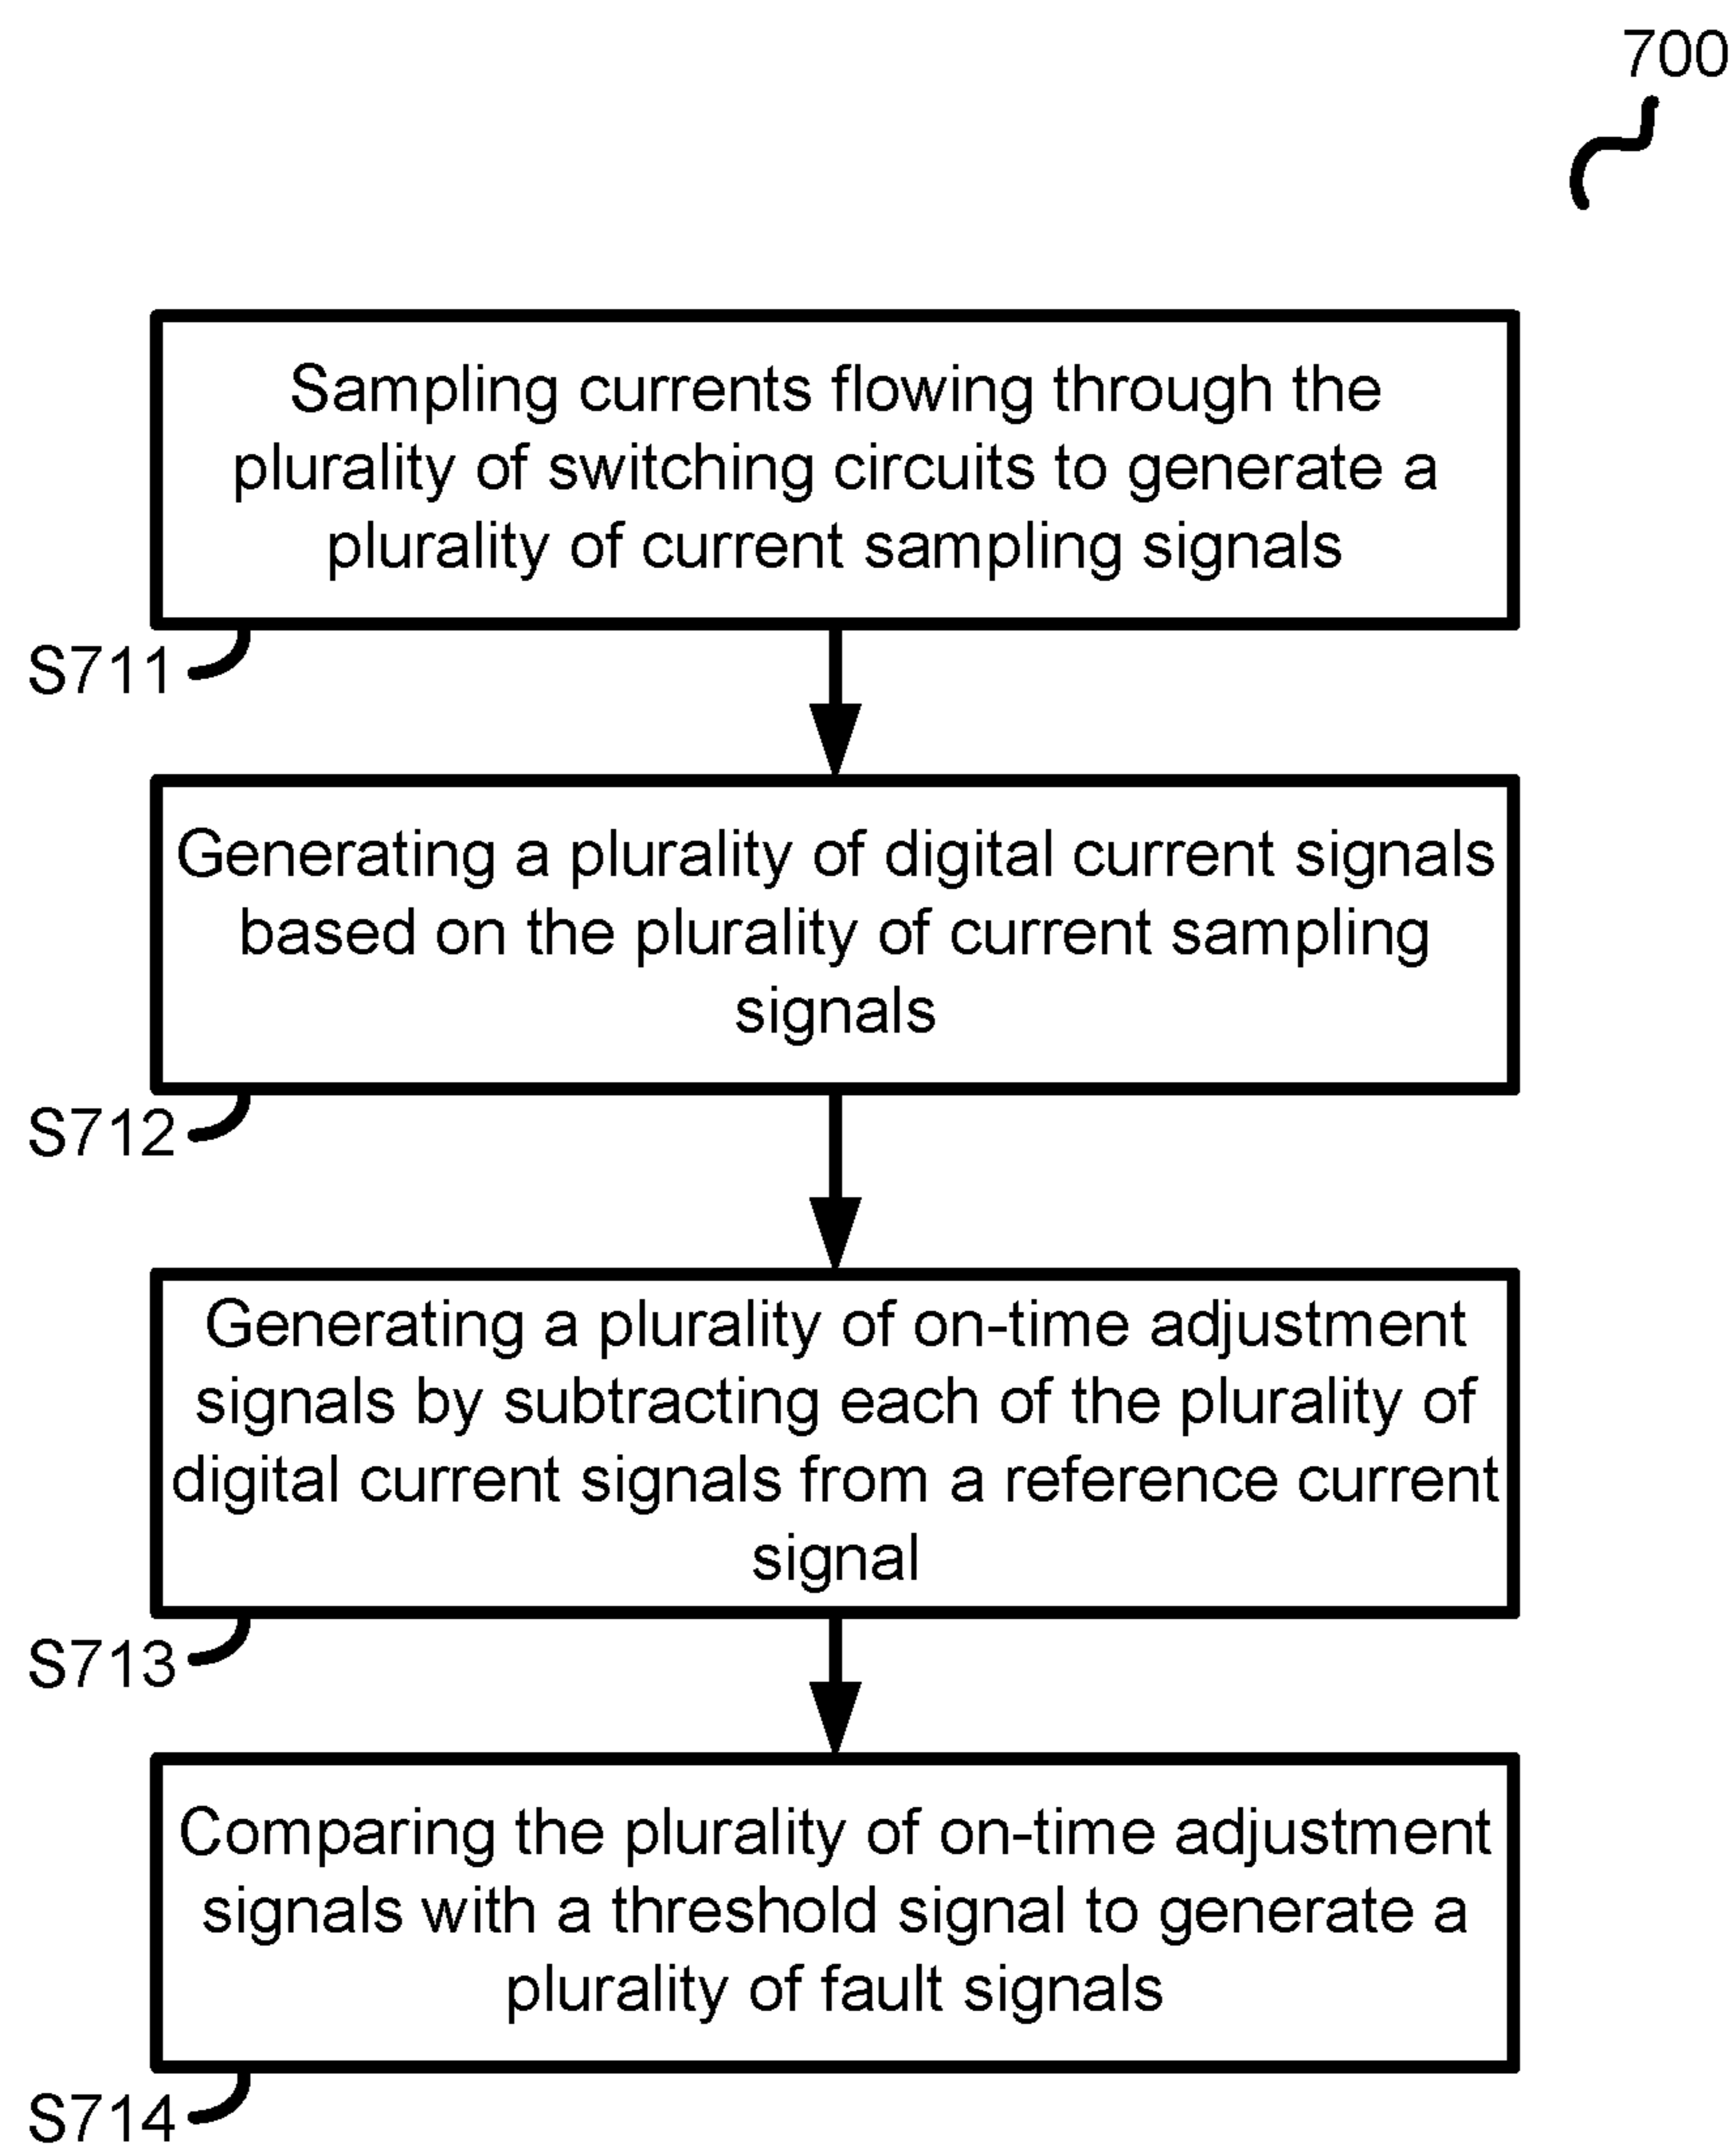 700
Sampling currents flowing through the
plurality of switching circuits to generate a
plurality of current sampling signals
S711
Generating a plurality of digital current signals
based on the plurality of current sampling
signals
S712
Generating a plurality of on-time adjustment
signals by subtracting each of the plurality of
digital current signals from a reference current
signal
S713
Comparing the plurality of on-time adjustment
signals with a threshold signal to generate a
plurality of fault signals
S714